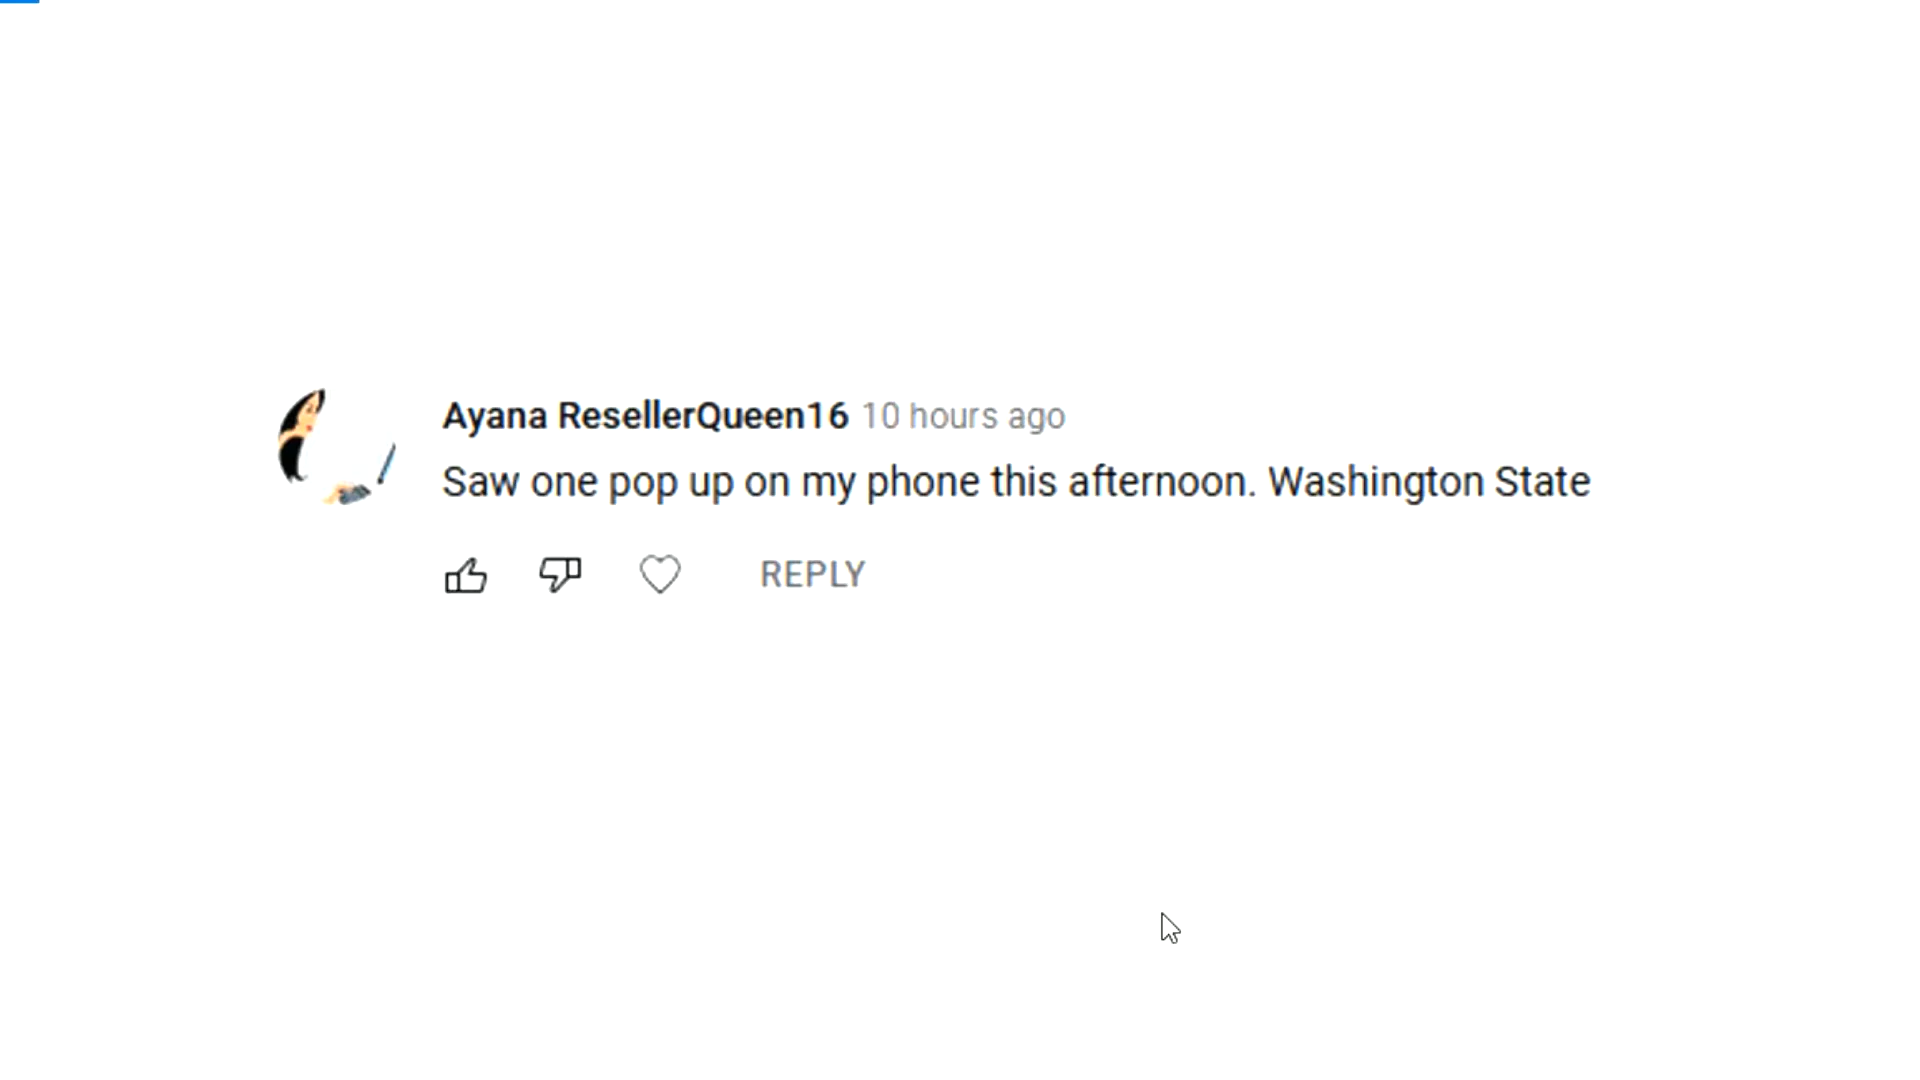 Ayana ResellerQueen16 10 hours ago
Saw one pop up on my phone this afternoon. Washington State
REPLY